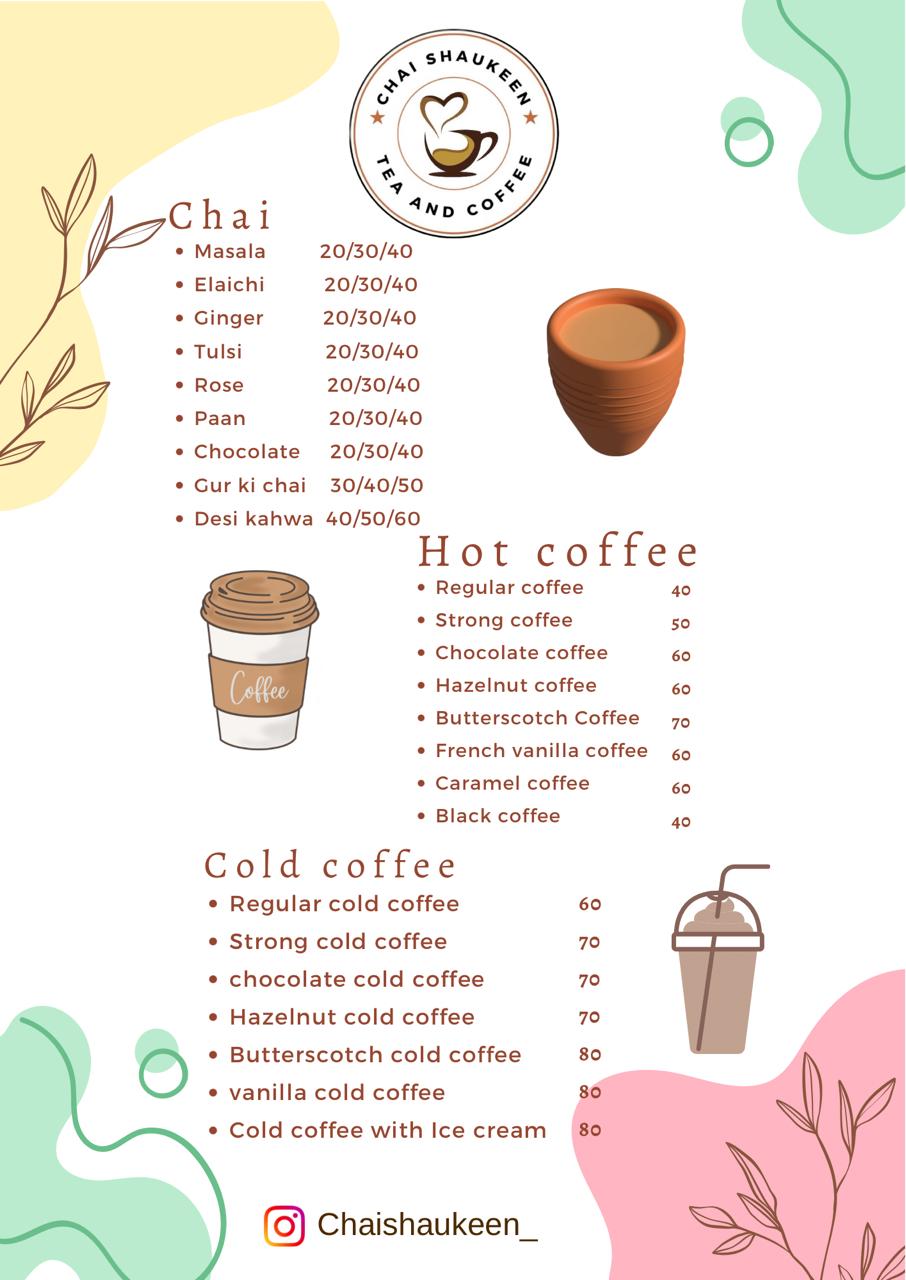 CHAI SHAUKEEN
TEA AND COFFEE
Chai
• Masala 20/30/40
• Elaichi 20/30/40
• Ginger 20/30/40
• Tulsi 20/30/40
• Rose 20/30/40
• Paan 20/30/40
• Chocolate 20/30/40
• Gur ki chai 30/40/50
• Desi kahwa 40/50/60
Hot coffee
• Regular coffee 40
• Strong coffee 50
• Chocolate coffee 60
• Hazelnut coffee 60
• Butterscotch Coffee 70
• French vanilla coffee 60
• Caramel coffee 60
• Black coffee 40
Coffee
Cold coffee
• Regular cold coffee 60
• Strong cold coffee 70
• chocolate cold coffee 70
• Hazelnut cold coffee 70
• Butterscotch cold coffee 80
• vanilla cold coffee 80
• Cold coffee with Ice cream 80
Chaishaukeen_